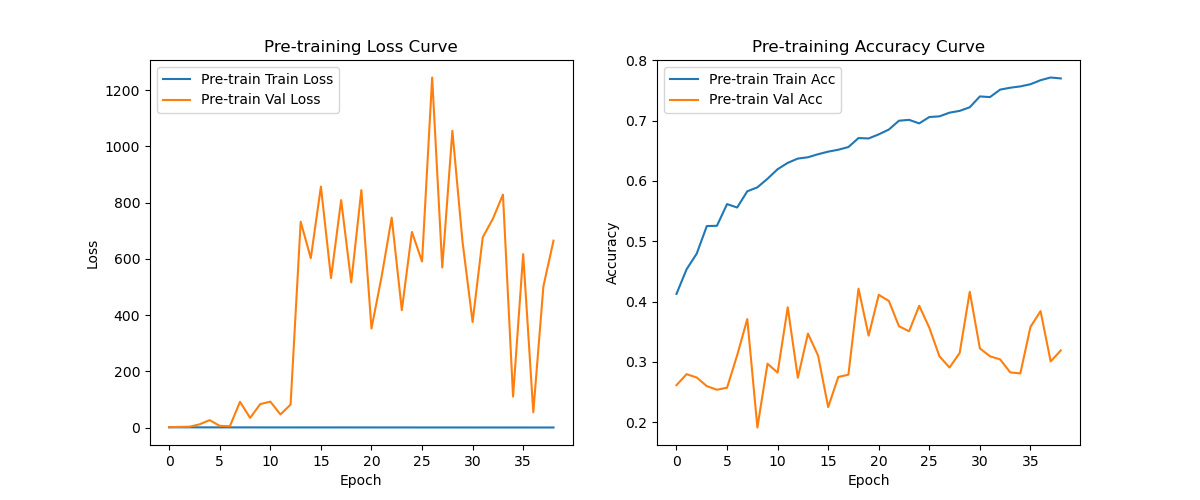 Pre-training Loss Curve
Pre-train Train Loss
Pre-train Val Loss
Loss
1200
1000
800
600
400
200
0
0 5 10 15 20 25 30 35
Epoch
Pre-training Accuracy Curve
Pre-train Train Acc
Pre-train Val Acc
Accuracy
0.8
0.7
0.6
0.5
0.4
0.3
0.2
0 5 10 15 20 25 30 35
Epoch